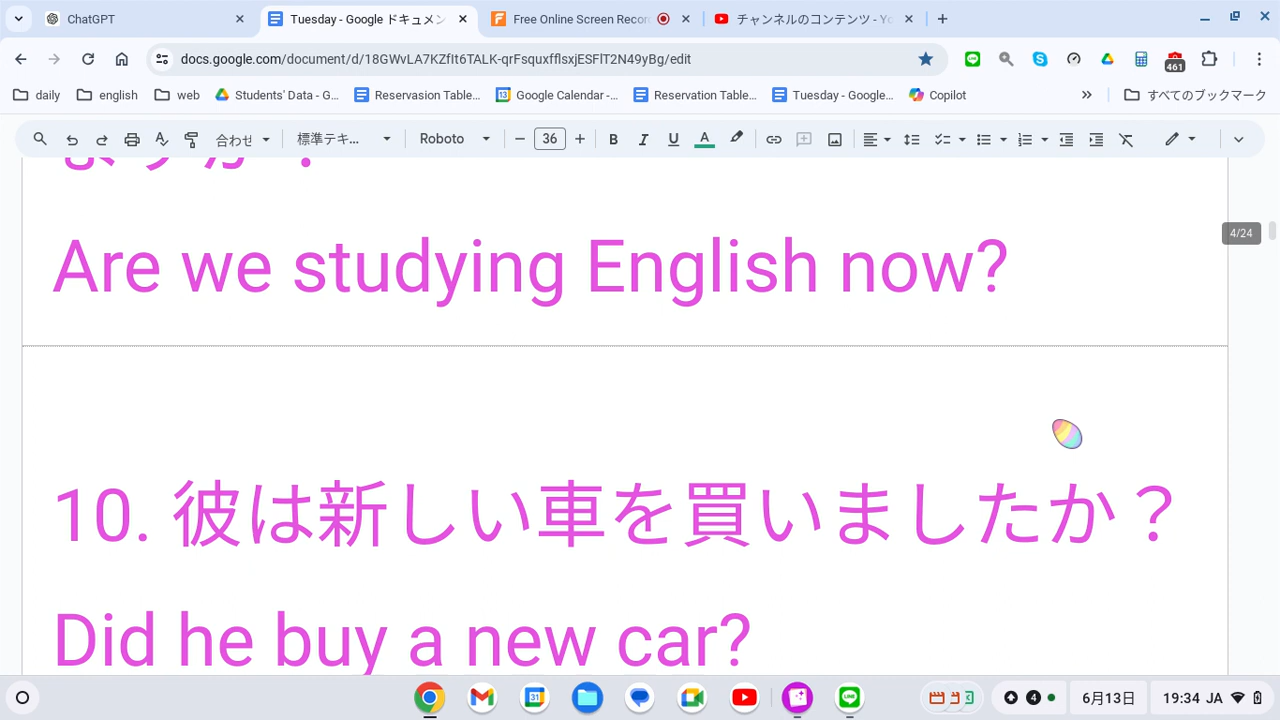 ChatGPT
Tuesday - Google ドキュメン
Free Online Screen Recor
チャンネルのコンテンツ - Yo
docs.google.com/document/d/18GWvLA7KZfIt6TALK-qrFsquxfflsxjESFlT2N49yBg/edit
461
daily
english
web
Students' Data - G...
Reservasion Table...
Google Calendar -...
Reservation Table...
Tuesday - Google...
Copilot
すべてのブックマーク
合わせ
標準テキ...
Roboto
36
Are we studying English now?
4/24
10. 彼は新しい車を買いましたか？
Did he buy a new car?
4
6月13日
19:34 JA